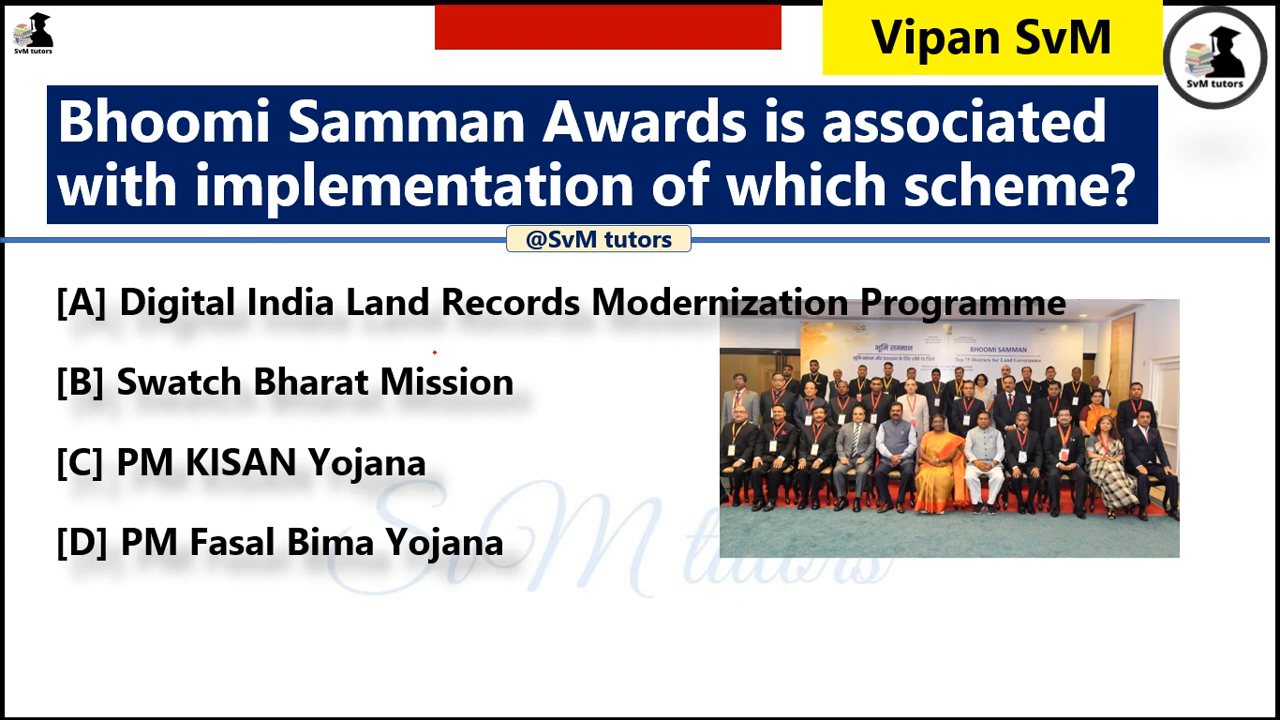 SvM tutors
Vipan SvM
SvM tutors
Bhoomi Samman Awards is associated
with implementation of which scheme?
@SvM tutors
[A] Digital India Land Records Modernization Programme
[B] Swatch Bharat Mission
[C] PM KISAN Yojana
[D] PM Fasal Bima Yojana
भूमि सम्मान
BHOOMI SAMMAN
Top 75 Districts for Land Governance
SvM tutors